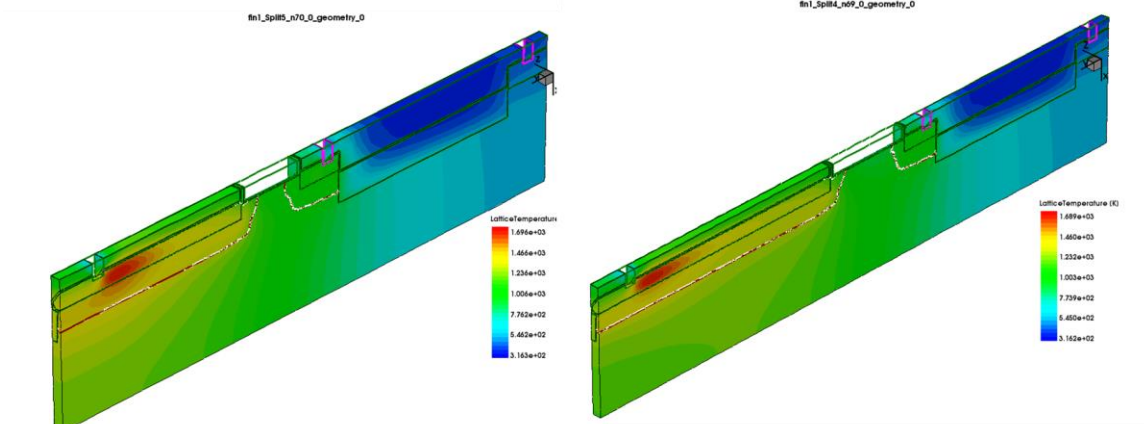 fin1_Split5_n70_0_geometry_0
LatticeTemperature
1.696e+03
1.466e+03
1.236e+03
1.006e+03
7.762e+02
5.462e+02
3.163e+02
fin1_Split4_n69_0_geometry_0
Z
Y
X
LatticeTemperature (K)
1.689e+03
1.460e+03
1.232e+03
1.003e+03
7.739e+02
5.450e+02
3.162e+02